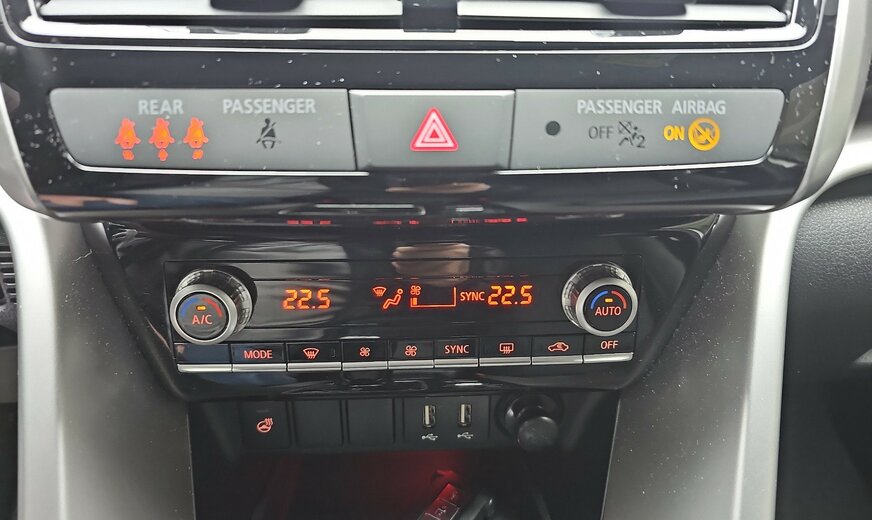 REAR PASSENGER
PASSENGER AIRBAG
OFF ON
22.5 SYNC 22.5
A/C AUTO
MODE SYNC OFF